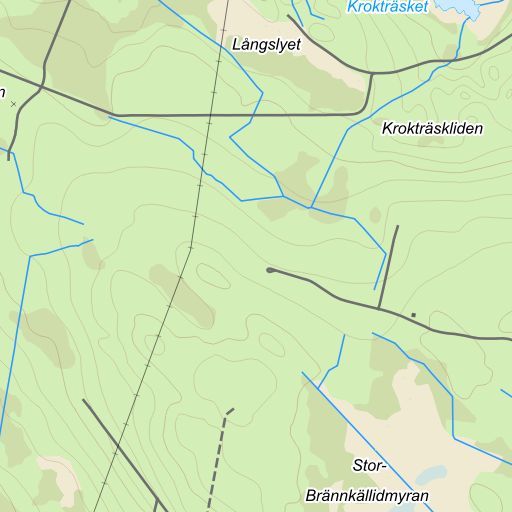 Krokträsket
Långslyet
n
Krokträskliden
Stor-
Brännkällidmyran